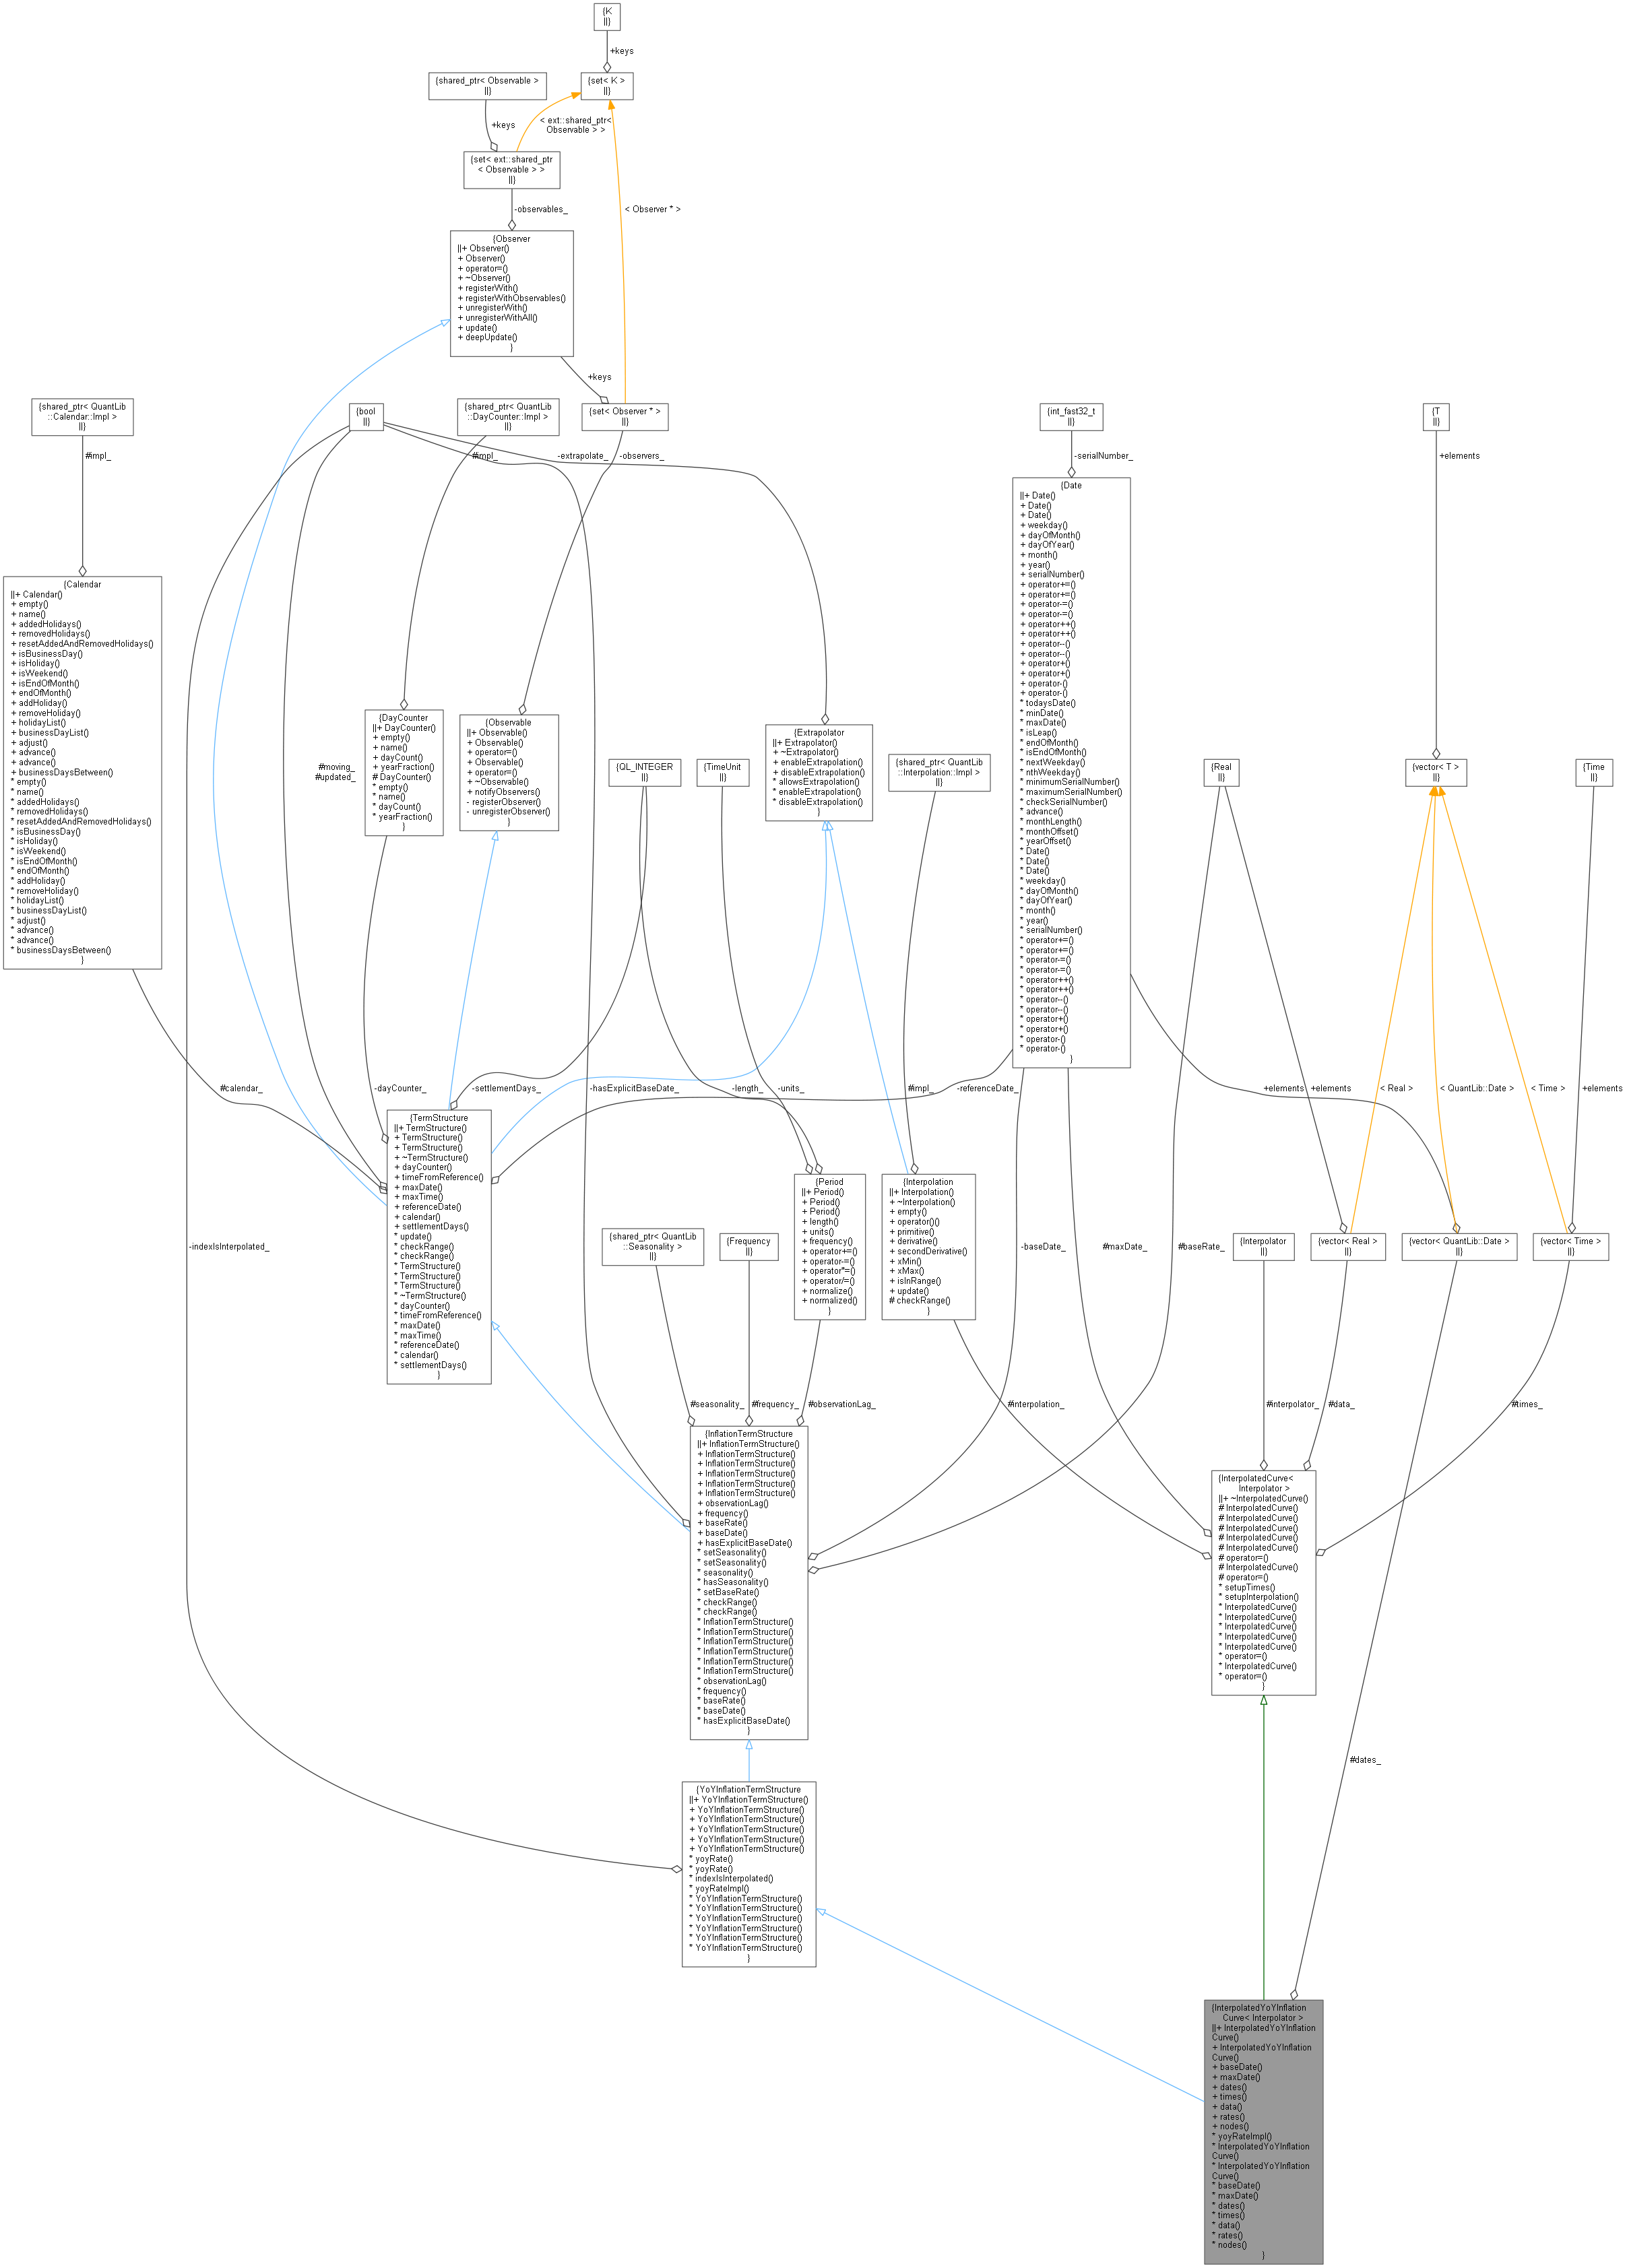 {K
||}
+keys
{shared_ptr< Observable >
||}
{set< K >
||}
+keys
< ext::shared_ptr<
Observable > >
{set< ext::shared_ptr
< Observable > >
||}
-observables_
< Observer * >
{Observer
||+ Observer()
+ Observer()
+ operator=()
+ ~Observer()
+ registerWith()
+ registerWithObservables()
+ unregisterWith()
+ unregisterWithAll()
+ update()
+ deepUpdate()
}
+keys
{shared_ptr< QuantLib
::Calendar::Impl >
||}
{bool
||}
{shared_ptr< QuantLib
::DayCounter::Impl >
||}
{set< Observer * >
||}
{int_fast32_t
||}
{T
||}
#impl_
#impl_
-extrapolate_
-observers_
-serialNumber_
+elements
{Calendar
||+ Calendar()
+ empty()
+ name()
+ addedHolidays()
+ removedHolidays()
+ resetAddedAndRemovedHolidays()
+ isBusinessDay()
+ isHoliday()
+ isWeekend()
+ isEndOfMonth()
+ endOfMonth()
+ addHoliday()
+ removeHoliday()
+ holidayList()
+ businessDayList()
+ adjust()
+ advance()
+ advance()
+ businessDaysBetween()
* empty()
* name()
* addedHolidays()
* removedHolidays()
* resetAddedAndRemovedHolidays()
* isBusinessDay()
* isHoliday()
* isWeekend()
* isEndOfMonth()
* endOfMonth()
* addHoliday()
* removeHoliday()
* holidayList()
* businessDayList()
* adjust()
* advance()
* advance()
* businessDaysBetween()
}
#moving_
#updated_
{DayCounter
||+ DayCounter()
+ empty()
+ name()
+ dayCount()
+ yearFraction()
# DayCounter()
* empty()
* name()
* dayCount()
* yearFraction()
}
{Observable
||+ Observable()
+ Observable()
+ operator=()
+ Observable()
+ operator=()
+ ~Observable()
+ notifyObservers()
- registerObserver()
- unregisterObserver()
}
{QL_INTEGER
||}
{TimeUnit
||}
{Extrapolator
||+ Extrapolator()
+ ~Extrapolator()
+ enableExtrapolation()
+ disableExtrapolation()
* allowsExtrapolation()
* enableExtrapolation()
* disableExtrapolation()
}
{shared_ptr< QuantLib
::Interpolation::Impl >
||}
{Date
||+ Date()
+ Date()
+ Date()
+ weekday()
+ dayOfMonth()
+ dayOfYear()
+ month()
+ year()
+ serialNumber()
+ operator+=()
+ operator+=()
+ operator-=()
+ operator-=()
+ operator++()
+ operator++()
+ operator--()
+ operator--()
+ operator+()
+ operator+()
+ operator-()
+ operator-()
* todaysDate()
* minDate()
* maxDate()
* isLeap()
* endOfMonth()
* isEndOfMonth()
* nextWeekday()
* nthWeekday()
* minimumSerialNumber()
* maximumSerialNumber()
* checkSerialNumber()
* advance()
* monthLength()
* monthOffset()
* yearOffset()
* Date()
* Date()
* Date()
* weekday()
* dayOfMonth()
* dayOfYear()
* month()
* year()
* serialNumber()
* operator+=()
* operator+=()
* operator-=()
* operator-=()
* operator++()
* operator++()
* operator--()
* operator--()
* operator+()
* operator+()
* operator-()
* operator-()
}
{Real
||}
{vector< T >
||}
{Time
||}
#calendar_
-dayCounter_
-settlementDays_
-hasExplicitBaseDate_
-length_
-units_
#impl_
-referenceDate_
+elements
+elements
< Real >
< QuantLib::Date >
< Time >
+elements
{TermStructure
||+ TermStructure()
+ TermStructure()
+ TermStructure()
+ ~TermStructure()
+ dayCounter()
+ timeFromReference()
+ maxDate()
+ maxTime()
+ referenceDate()
+ calendar()
+ settlementDays()
* update()
* checkRange()
* checkRange()
* TermStructure()
* TermStructure()
* TermStructure()
* ~TermStructure()
* dayCounter()
* timeFromReference()
* maxDate()
* maxTime()
* referenceDate()
* calendar()
* settlementDays()
}
{Period
||+ Period()
+ Period()
+ Period()
+ length()
+ units()
+ frequency()
+ operator+=()
+ operator-=()
+ operator*=()
+ operator/=()
+ normalize()
+ normalized()
}
{Interpolation
||+ Interpolation()
+ ~Interpolation()
+ empty()
+ operator()()
+ primitive()
+ derivative()
+ secondDerivative()
+ xMin()
+ xMax()
+ isInRange()
+ update()
# checkRange()
}
-indexIsInterpolated_
{shared_ptr< QuantLib
::Seasonality >
||}
{Frequency
||}
-baseDate_
#maxDate_
#baseRate_
{Interpolator
||}
{vector< Real >
||}
{vector< QuantLib::Date >
||}
{vector< Time >
||}
#seasonality_
#frequency_
#observationLag_
#interpolation_
#interpolator_
#data_
#times_
{InflationTermStructure
||+ InflationTermStructure()
+ InflationTermStructure()
+ InflationTermStructure()
+ InflationTermStructure()
+ InflationTermStructure()
+ InflationTermStructure()
+ observationLag()
+ frequency()
+ baseRate()
+ baseDate()
+ hasExplicitBaseDate()
* setSeasonality()
* setSeasonality()
* seasonality()
* hasSeasonality()
* setBaseRate()
* checkRange()
* checkRange()
* InflationTermStructure()
* InflationTermStructure()
* InflationTermStructure()
* InflationTermStructure()
* InflationTermStructure()
* InflationTermStructure()
* observationLag()
* frequency()
* baseRate()
* baseDate()
* hasExplicitBaseDate()
}
{InterpolatedCurve<
Interpolator >
||+ ~InterpolatedCurve()
# InterpolatedCurve()
# InterpolatedCurve()
# InterpolatedCurve()
# InterpolatedCurve()
# InterpolatedCurve()
# operator=()
# InterpolatedCurve()
# operator=()
* setupTimes()
* setupInterpolation()
* InterpolatedCurve()
* InterpolatedCurve()
* InterpolatedCurve()
* InterpolatedCurve()
* InterpolatedCurve()
* operator=()
* InterpolatedCurve()
* operator=()
}
#dates_
{YoYInflationTermStructure
||+ YoYInflationTermStructure()
+ YoYInflationTermStructure()
+ YoYInflationTermStructure()
+ YoYInflationTermStructure()
+ YoYInflationTermStructure()
+ YoYInflationTermStructure()
* yoyRate()
* yoyRate()
* indexIsInterpolated()
* yoyRateImpl()
* YoYInflationTermStructure()
* YoYInflationTermStructure()
* YoYInflationTermStructure()
* YoYInflationTermStructure()
* YoYInflationTermStructure()
* YoYInflationTermStructure()
}
{InterpolatedYoYInflation
Curve< Interpolator >
||+ InterpolatedYoYInflation
Curve()
+ InterpolatedYoYInflation
Curve()
+ baseDate()
+ maxDate()
+ dates()
+ times()
+ data()
+ rates()
+ nodes()
* yoyRateImpl()
* InterpolatedYoYInflation
Curve()
* InterpolatedYoYInflation
Curve()
* baseDate()
* maxDate()
* dates()
* times()
* data()
* rates()
* nodes()
}